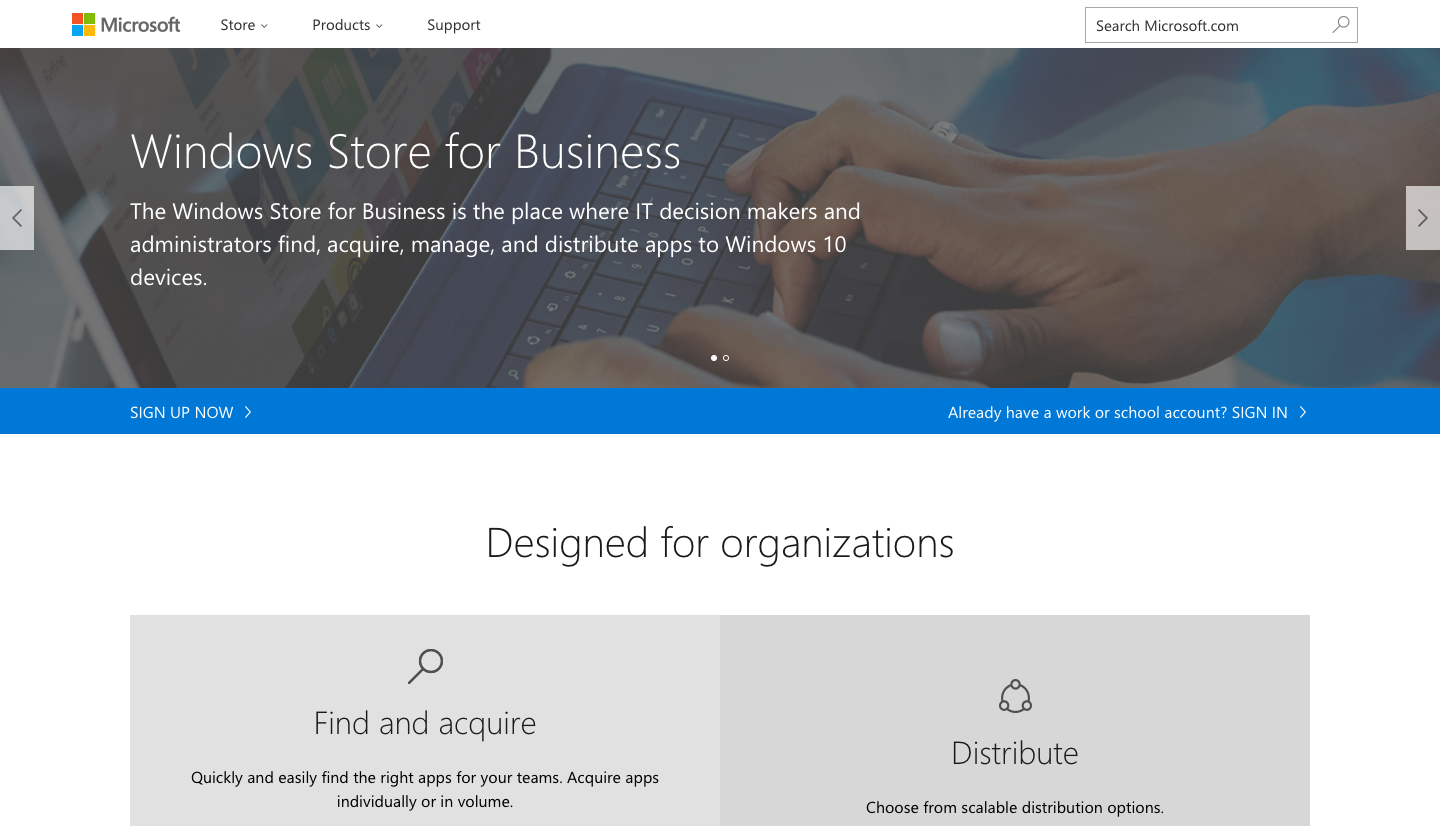 Microsoft
Store
Products
Support
Search Microsoft.com
Windows Store for Business
The Windows Store for Business is the place where IT decision makers and
administrators find, acquire, manage, and distribute apps to Windows 10
devices.
SIGN UP NOW
Already have a work or school account? SIGN IN
Designed for organizations
Find and acquire
Quickly and easily find the right apps for your teams. Acquire apps
individually or in volume.
Distribute
Choose from scalable distribution options.